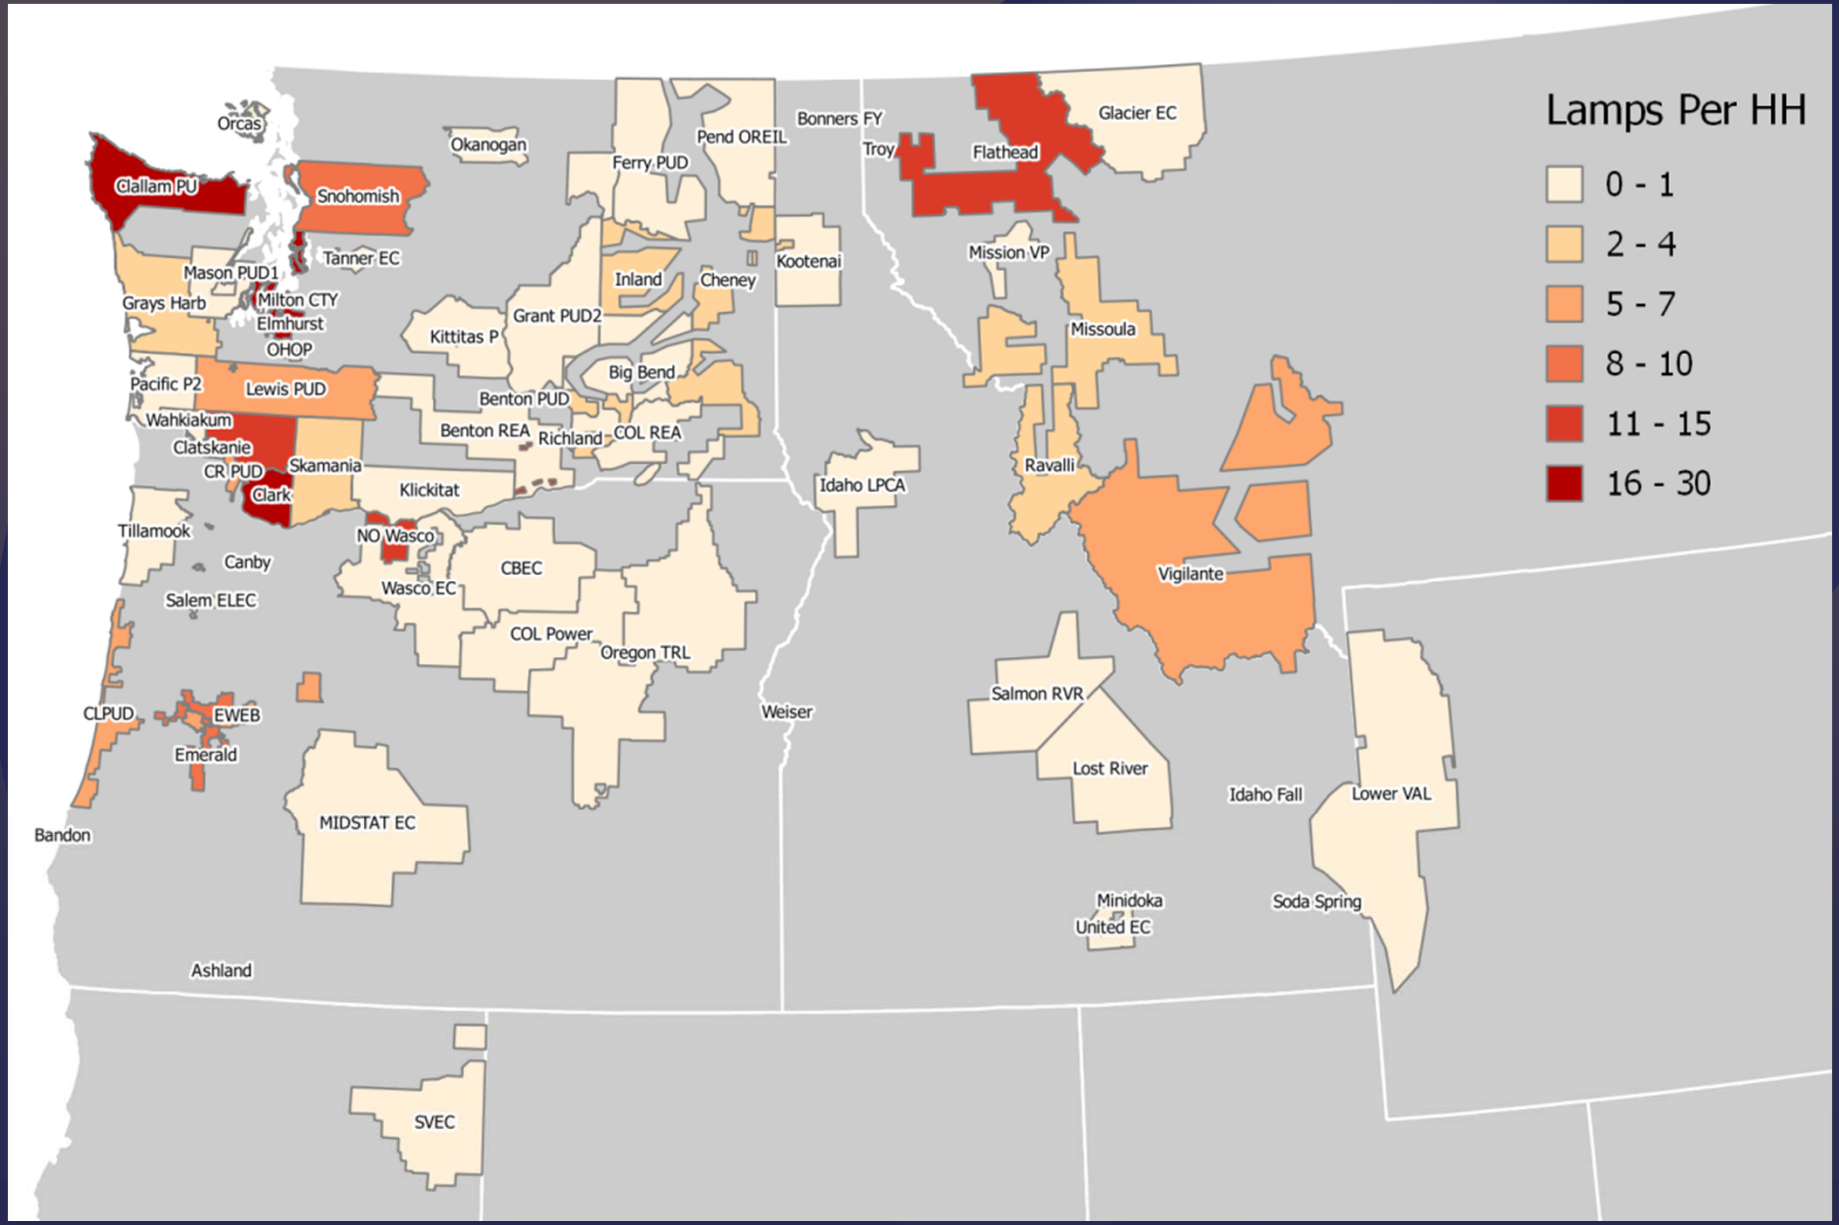 Lamps Per HH
0 - 1
2 - 4
5 - 7
8 - 10
11 - 15
16 - 30
Orcas
Okanogan
Ferry PUD
Pend OREIL
Bonners FY
Troy
Flathead
Glacier EC
Clallam PU
Snohomish
Tanner EC
Mason PUD1
Grays Harb
Milton CTY
Elmhurst
OHOP
Kittitas P
Grant PUD2
Inland
Cheney
Kootenai
Mission VP
Missoula
Pacific P2
Lewis PUD
Big Bend
Benton PUD
Wahkiakum
Clatskanie
Benton REA
Richland
COL REA
CR PUD
Skamania
Clark
Klickitat
Idaho LPCA
Ravalli
Tillamook
NO Wasco
Canby
Wasco EC
CBEC
Vigilante
Salem ELEC
COL Power
Oregon TRL
CLPUD
EWEB
Emerald
Weiser
Salmon RVR
Lost River
Idaho Fall
Lower VAL
Bandon
MIDSTAT EC
Minidoka
United EC
Soda Spring
Ashland
SVEC